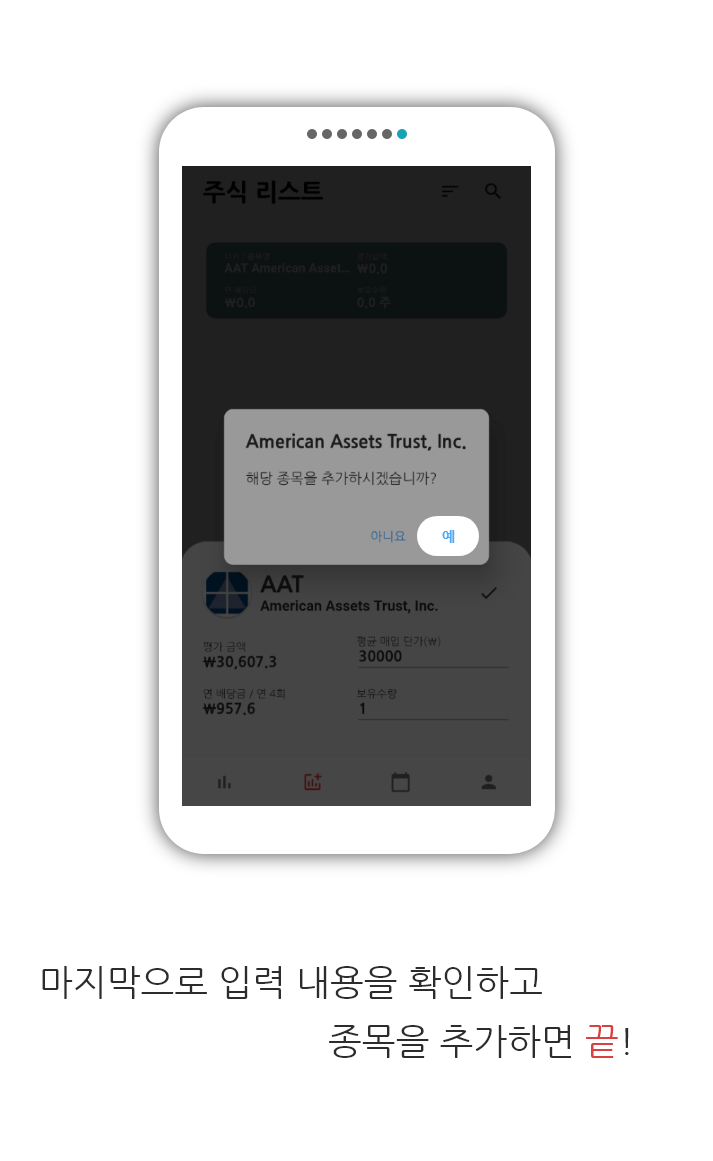 주식 리스트
AAT American Asset...
₩0.0
₩0.0
0.0 주
American Assets Trust, Inc.
해당 종목을 추가하시겠습니까?
아니요
예
AAT
American Assets Trust, Inc.
평가 금액
평균 매입 단가(₩)
₩30,607.3
30000
연 배당금 / 연 4회
보유수량
₩957.6
1
마지막으로 입력 내용을 확인하고
종목을 추가하면 끝!